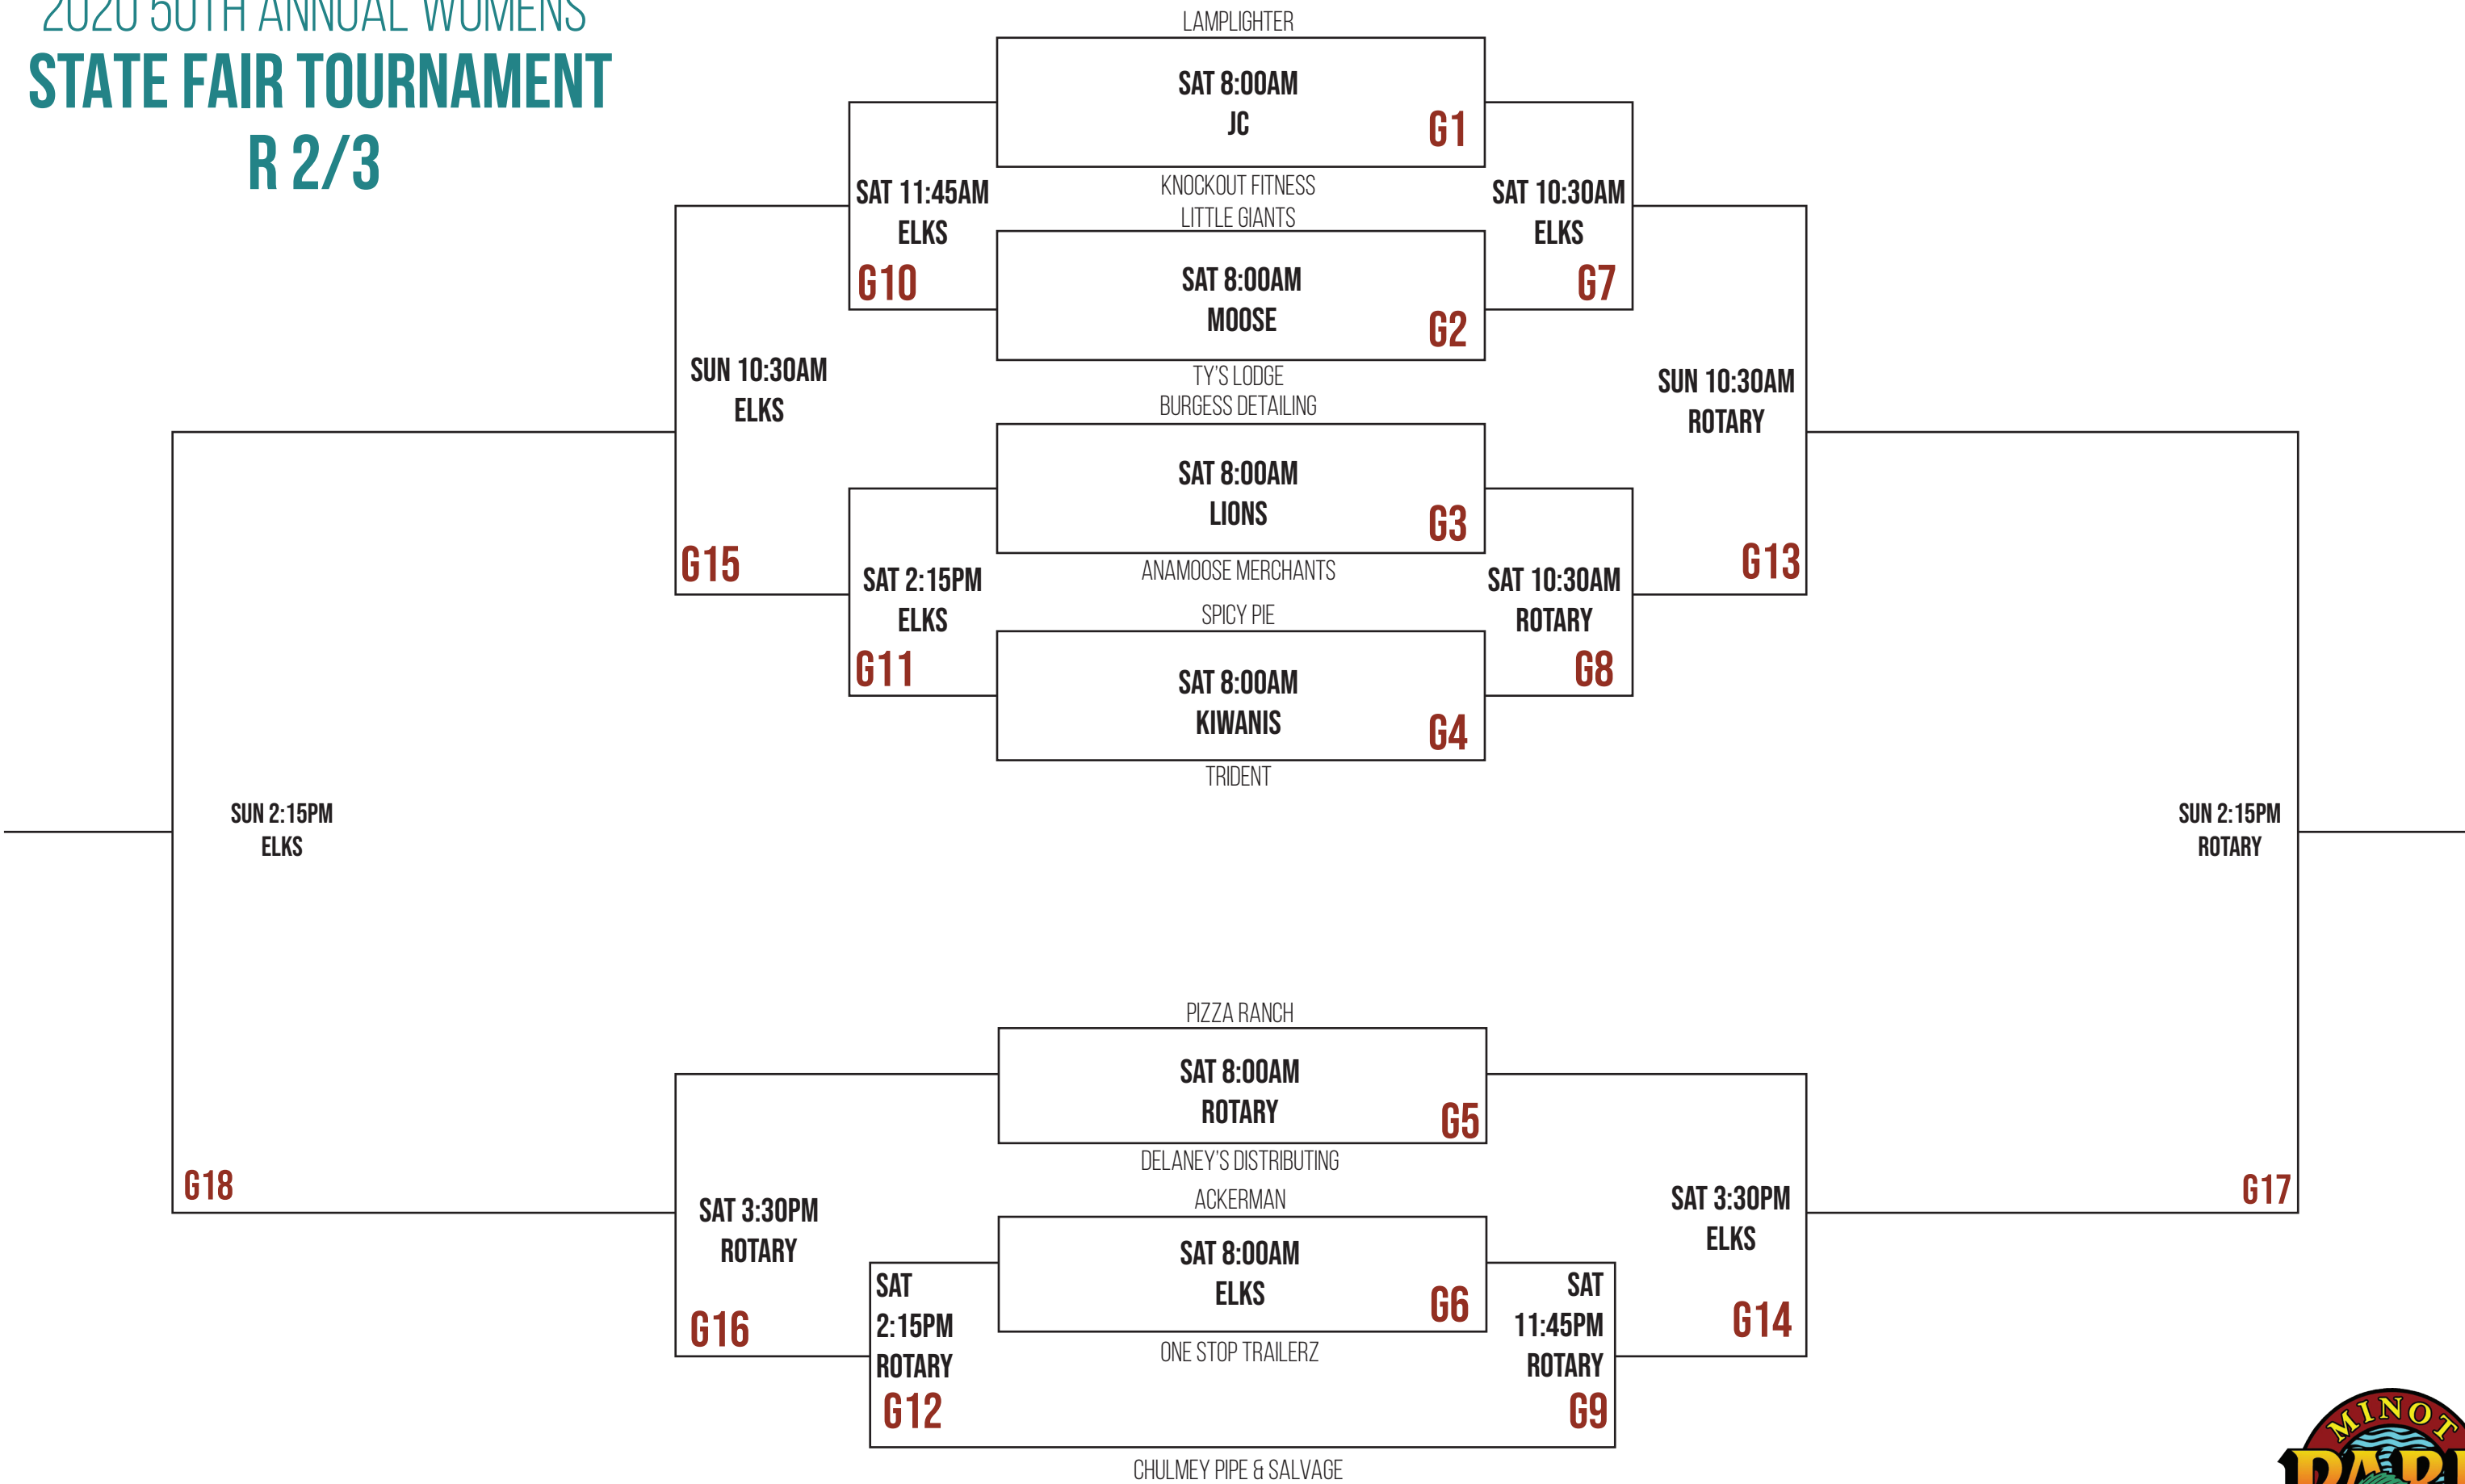 2020 50TH ANNUAL WOMENS
STATE FAIR TOURNAMENT
R 2/3
LAMPLIGHTER
SAT 8:00AM
JC
G1
KNOCKOUT FITNESS
SAT 11:45AM
ELKS
G10
SAT 10:30AM
ELKS
G7
LITTLE GIANTS
SAT 8:00AM
MOOSE
G2
TY'S LODGE
SUN 10:30AM
ELKS
G15
SUN 10:30AM
ROTARY
G13
BURGESS DETAILING
SAT 8:00AM
LIONS
G3
ANAMOOSE MERCHANTS
SAT 2:15PM
ELKS
G11
SAT 10:30AM
ROTARY
G8
SPICY PIE
SAT 8:00AM
KIWANIS
G4
TRIDENT
SUN 2:15PM
ELKS
G18
SUN 2:15PM
ROTARY
G17
PIZZA RANCH
SAT 8:00AM
ROTARY
G5
DELANEY'S DISTRIBUTING
SAT 3:30PM
ROTARY
G16
SAT 3:30PM
ELKS
G14
ACKERMAN
SAT 8:00AM
ELKS
G6
ONE STOP TRAILERZ
SAT
2:15PM
ROTARY
G12
SAT
11:45PM
ROTARY
G9
CHULMEY PIPE & SALVAGE
MINOT